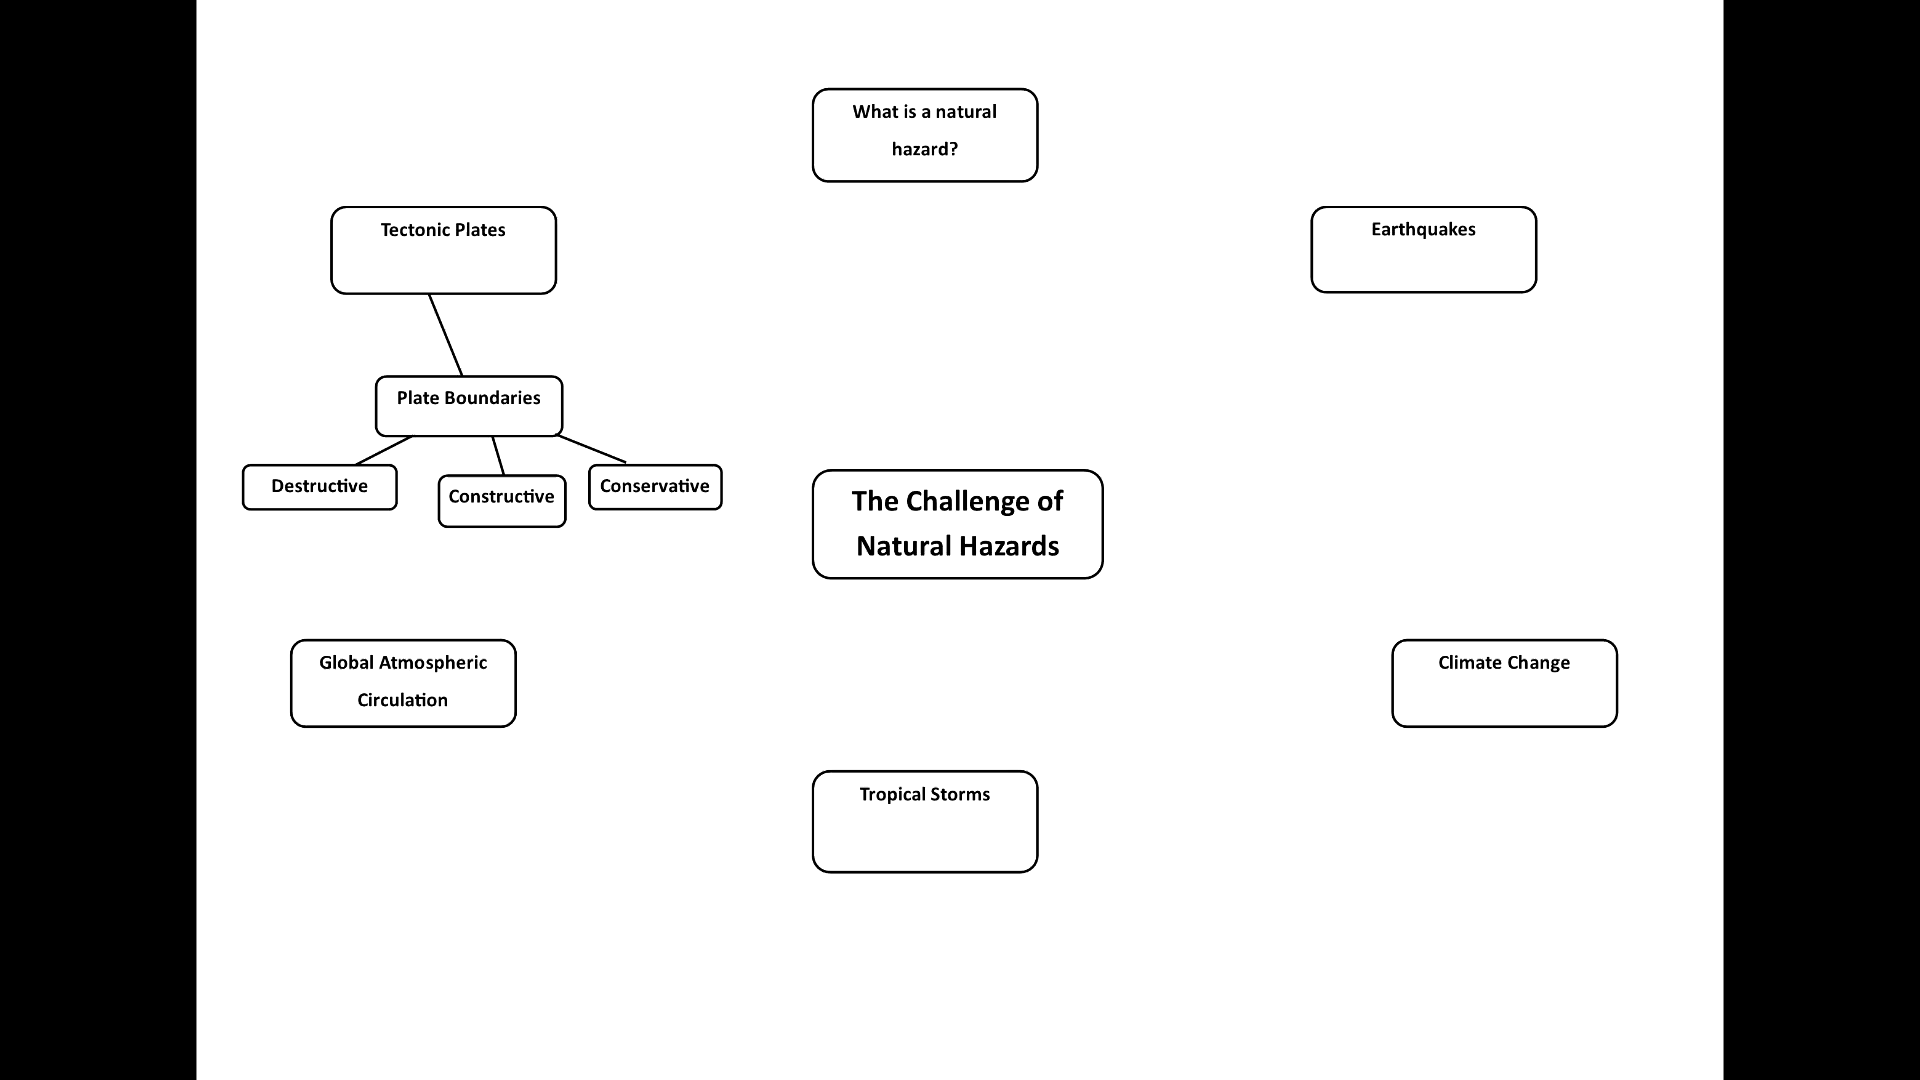 What is a natural
hazard?
Tectonic Plates
Earthquakes
Plate Boundaries
Destructive
Constructive
Conservative
The Challenge of
Natural Hazards
Global Atmospheric
Circulation
Climate Change
Tropical Storms